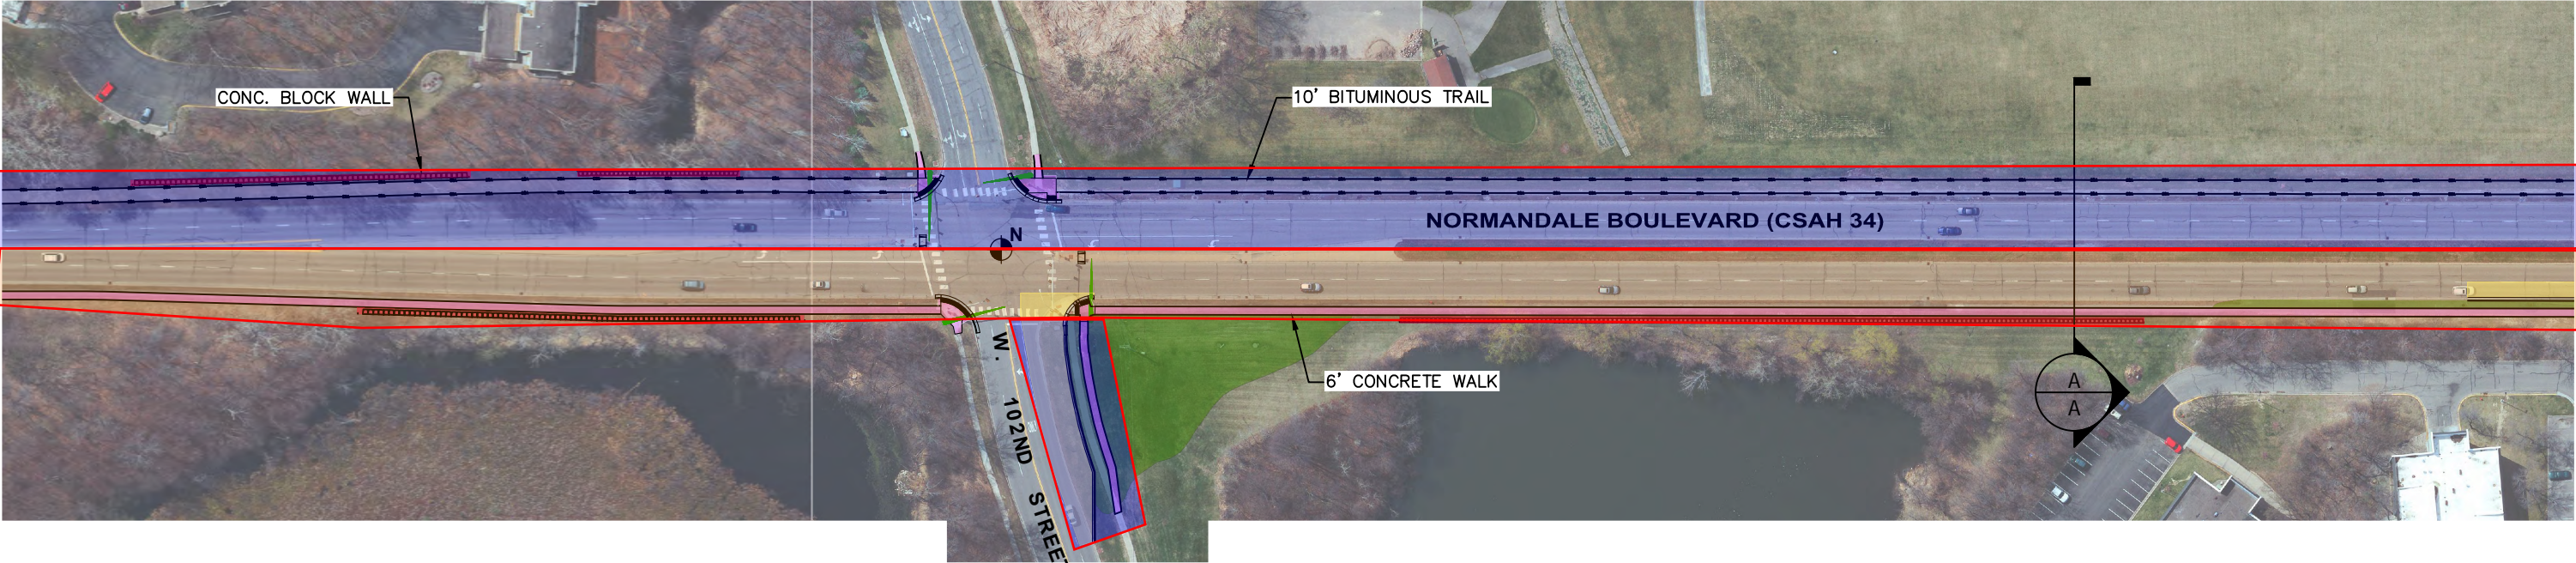 CONC. BLOCK WALL
10' BITUMINOUS TRAIL
NORMANDALE BOULEVARD (CSAH 34)
N
W. 102ND STREE
6' CONCRETE WALK
A
A